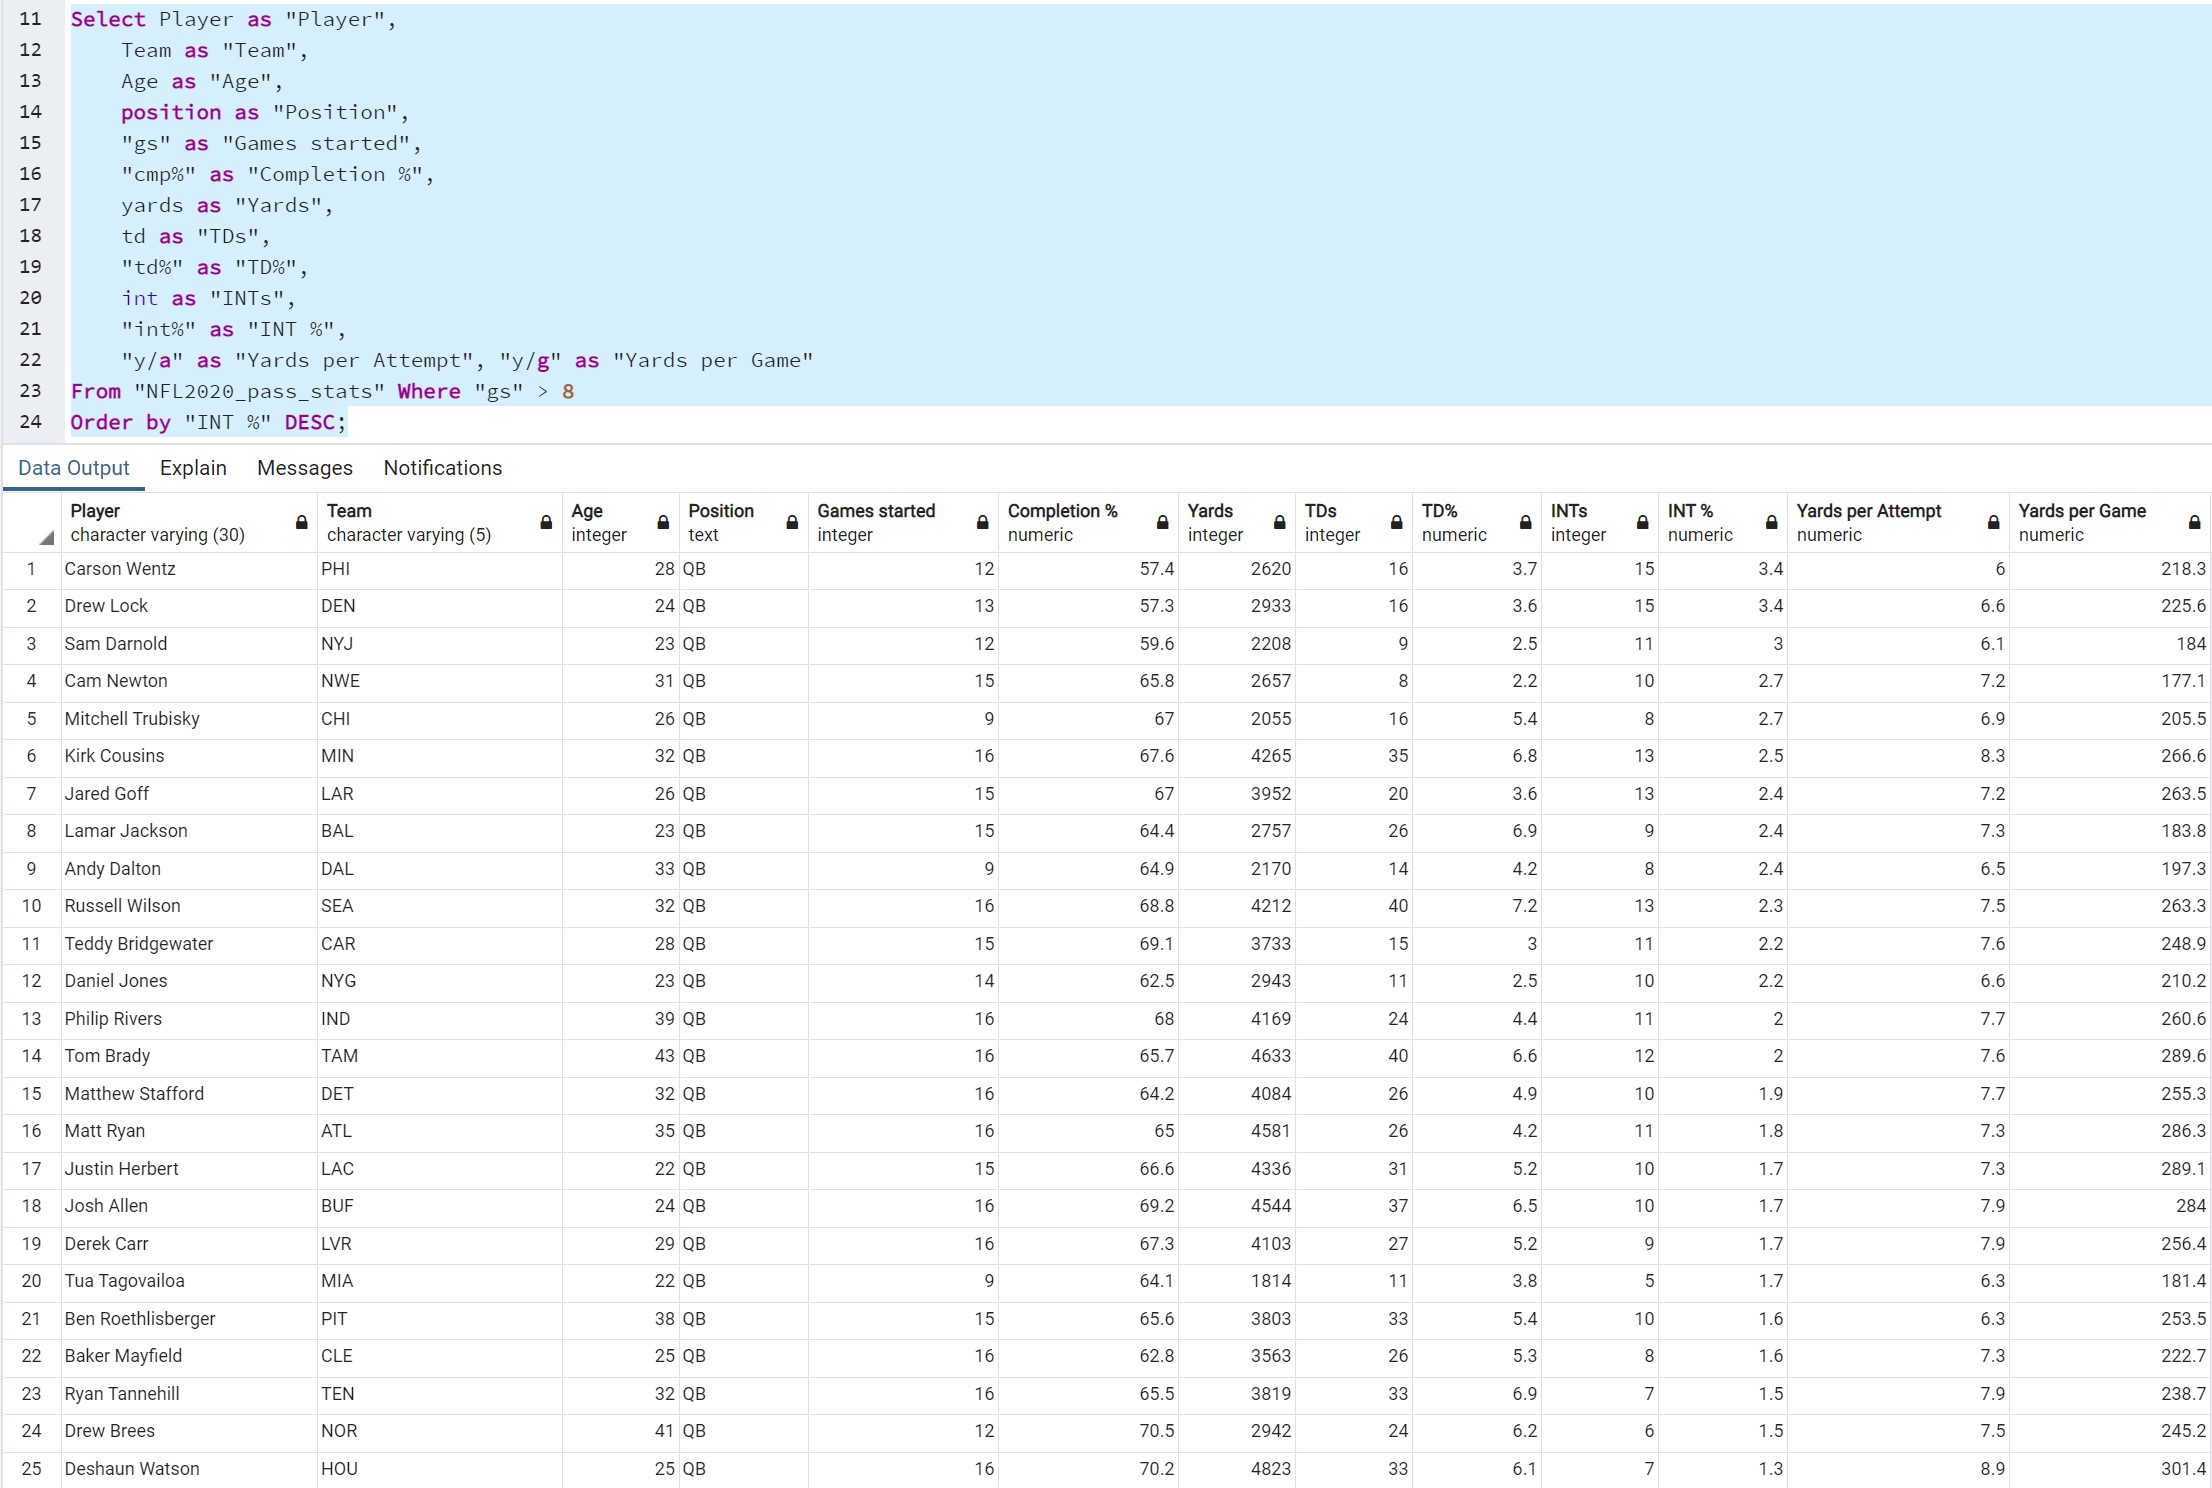 11 Select Player as "Player",
12 Team as "Team",
13 Age as "Age",
14 position as "Position",
15 "gs" as "Games started",
16 "cmp%" as "Completion %",
17 yards as "Yards",
18 td as "TDs",
19 "td%" as "TD%",
20 int as "INTs",
21 "int%" as "INT %",
22 "y/a" as "Yards per Attempt", "y/g" as "Yards per Game"
23 From "NFL2020_pass_stats" Where "gs" > 8
24 Order by "INT %" DESC;
Data Output Explain Messages Notifications
Player Team Age Position Games started Completion % Yards TDs TD% INTs INT % Yards per Attempt Yards per Game
character varying (30) character varying (5) integer text integer numeric integer integer numeric integer numeric numeric numeric
1 Carson Wentz PHI 28 QB 12 57.4 2620 16 3.7 15 3.4 6 218.3
2 Drew Lock DEN 24 QB 13 57.3 2933 16 3.6 15 3.4 6.6 225.6
3 Sam Darnold NYJ 23 QB 12 59.6 2208 9 2.5 11 3 6.1 184
4 Cam Newton NWE 31 QB 15 65.8 2657 8 2.2 10 2.7 7.2 177.1
5 Mitchell Trubisky CHI 26 QB 9 67 2055 16 5.4 8 2.7 6.9 205.5
6 Kirk Cousins MIN 32 QB 16 67.6 4265 35 6.8 13 2.5 8.3 266.6
7 Jared Goff LAR 26 QB 15 67 3952 20 3.6 13 2.4 7.2 263.5
8 Lamar Jackson BAL 23 QB 15 64.4 2757 26 6.9 9 2.4 7.3 183.8
9 Andy Dalton DAL 33 QB 9 64.9 2170 14 4.2 8 2.4 6.5 197.3
10 Russell Wilson SEA 32 QB 16 68.8 4212 40 7.2 13 2.3 7.5 263.3
11 Teddy Bridgewater CAR 28 QB 15 69.1 3733 15 3 11 2.2 7.6 248.9
12 Daniel Jones NYG 23 QB 14 62.5 2943 11 2.5 10 2.2 6.6 210.2
13 Philip Rivers IND 39 QB 16 68 4169 24 4.4 11 2 7.7 260.6
14 Tom Brady TAM 43 QB 16 65.7 4633 40 6.6 12 2 7.6 289.6
15 Matthew Stafford DET 32 QB 16 64.2 4084 26 4.9 10 1.9 7.7 255.3
16 Matt Ryan ATL 35 QB 16 65 4581 26 4.2 11 1.8 7.3 286.3
17 Justin Herbert LAC 22 QB 15 66.6 4336 31 5.2 10 1.7 7.3 289.1
18 Josh Allen BUF 24 QB 16 69.2 4544 37 6.5 10 1.7 7.9 284
19 Derek Carr LVR 29 QB 16 67.3 4103 27 5.2 9 1.7 7.9 256.4
20 Tua Tagovailoa MIA 22 QB 9 64.1 1814 11 3.8 5 1.7 6.3 181.4
21 Ben Roethlisberger PIT 38 QB 15 65.6 3803 33 5.4 10 1.6 6.3 253.5
22 Baker Mayfield CLE 25 QB 16 62.8 3563 26 5.3 8 1.6 7.3 222.7
23 Ryan Tannehill TEN 32 QB 16 65.5 3819 33 6.9 7 1.5 7.9 238.7
24 Drew Brees NOR 41 QB 12 70.5 2942 24 6.2 6 1.5 7.5 245.2
25 Deshaun Watson HOU 25 QB 16 70.2 4823 33 6.1 7 1.3 8.9 301.4